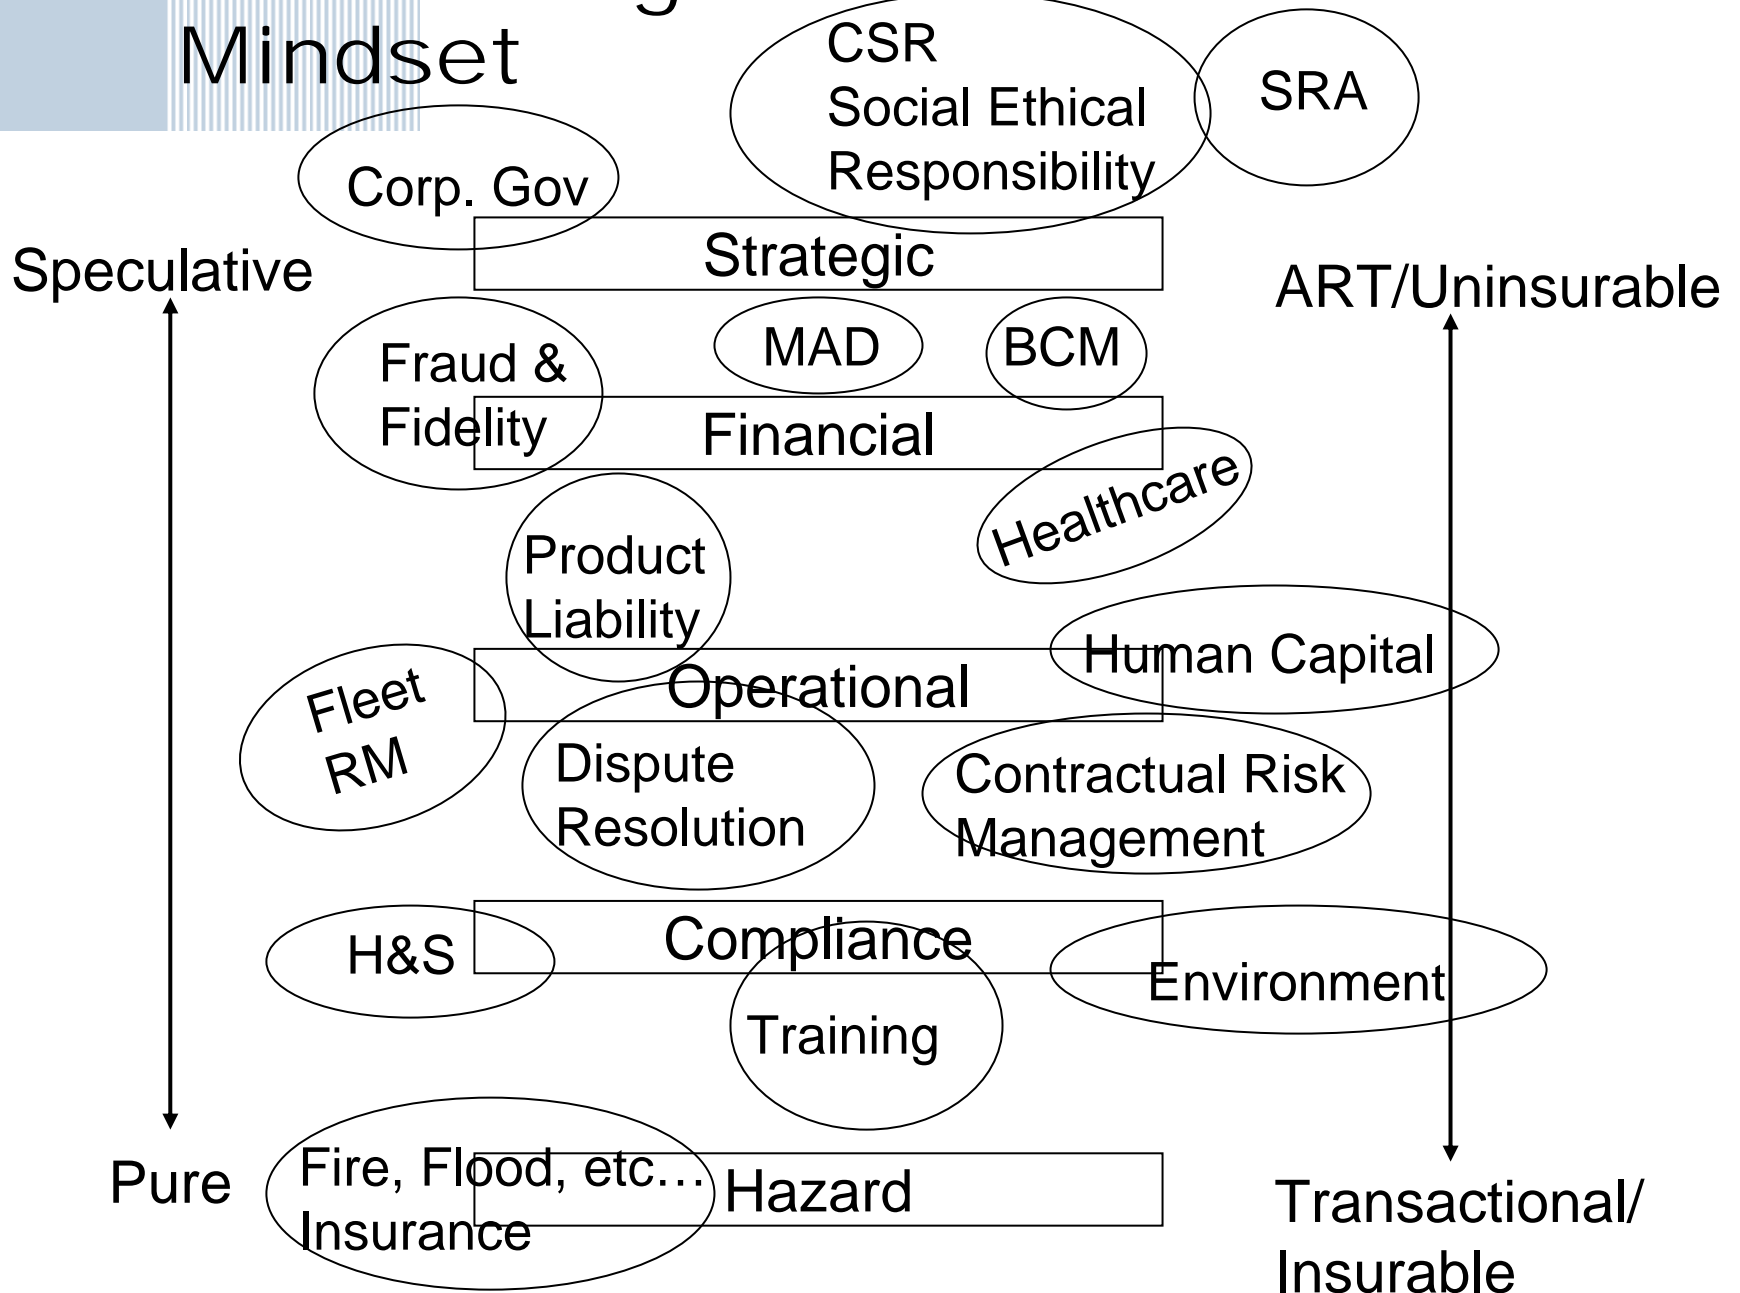 Mindset
CSR
Social Ethical
Responsibility
SRA
Corp. Gov
Strategic
Speculative
ART/Uninsurable
MAD
BCM
Fraud &
Fidelity
Financial
Healthcare
Product
Liability
Human Capital
Operational
Fleet
RM
Dispute
Resolution
Contractual Risk
Management
Compliance
H&S
Environment
Training
Pure
Fire, Flood, etc…
Insurance
Hazard
Transactional/
Insurable